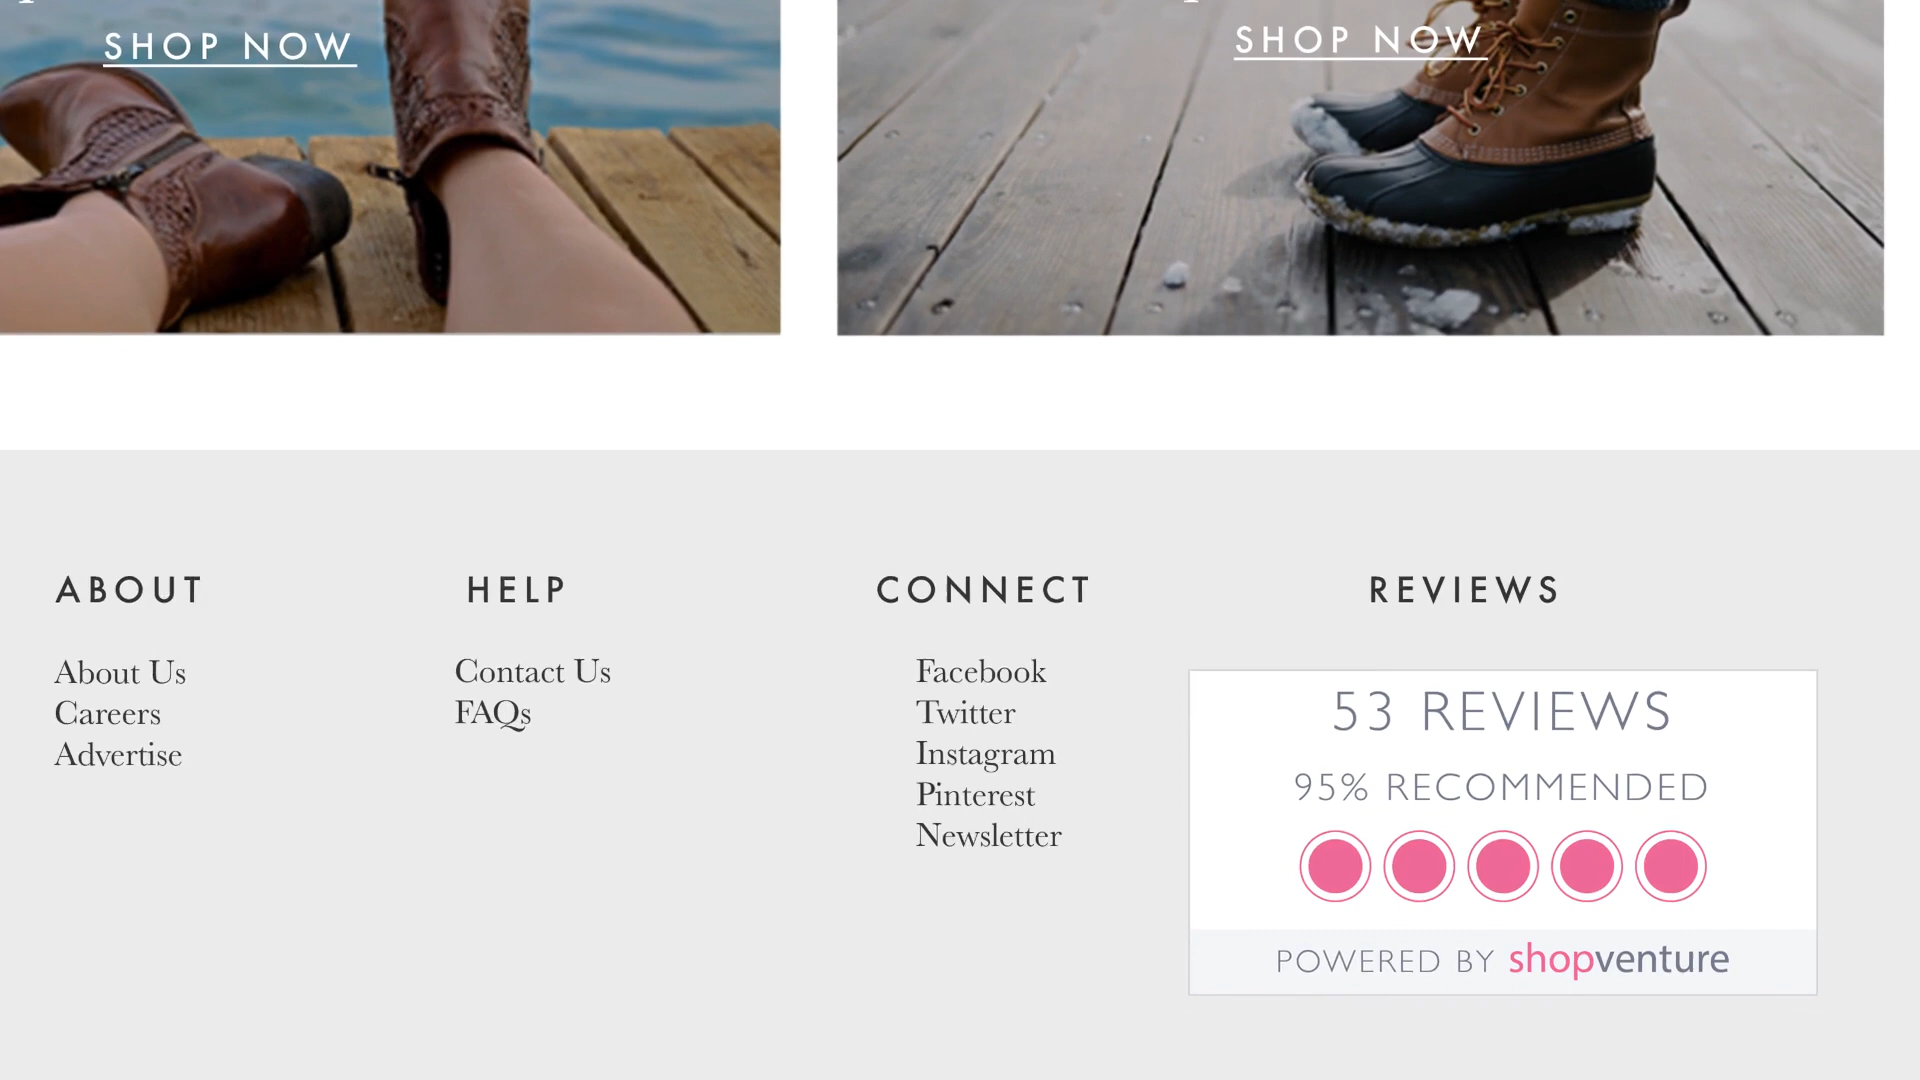 SHOP NOW
SHOP NOW
ABOUT
About Us
Careers
Advertise
HELP
Contact Us
FAQs
CONNECT
Facebook
Twitter
Instagram
Pinterest
Newsletter
REVIEWS
53 REVIEWS
95% RECOMMENDED
POWERED BY shopventure